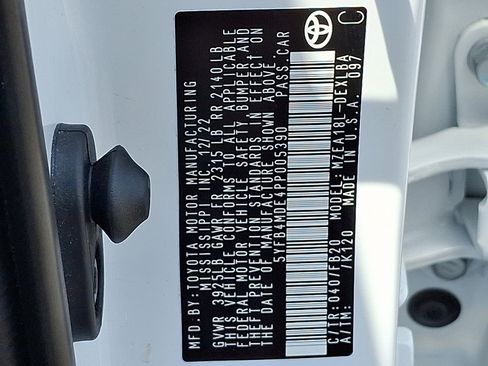 MFD. BY: TOYOTA MOTOR MANUFACTURING
MISSISSIPPI INC. 12/22
GVWR 3925LB GAWR FR 2315 LB RR 2140 LB
THIS VEHICLE CONFORMS TO ALL APPLICABLE
FEDERAL MOTOR VEHICLE SAFETY, BUMPER, AND
THEFT PREVENTION STANDARDS IN EFFECT ON
THE DATE OF MANUFACTURE SHOWN ABOVE.
5YFB4MDE4PP005390 PASS. CAR
C/TR: 040/FB20 MZEA18L-DEXLBA
A/TM: /K120 MADE IN U.S.A. 097
C